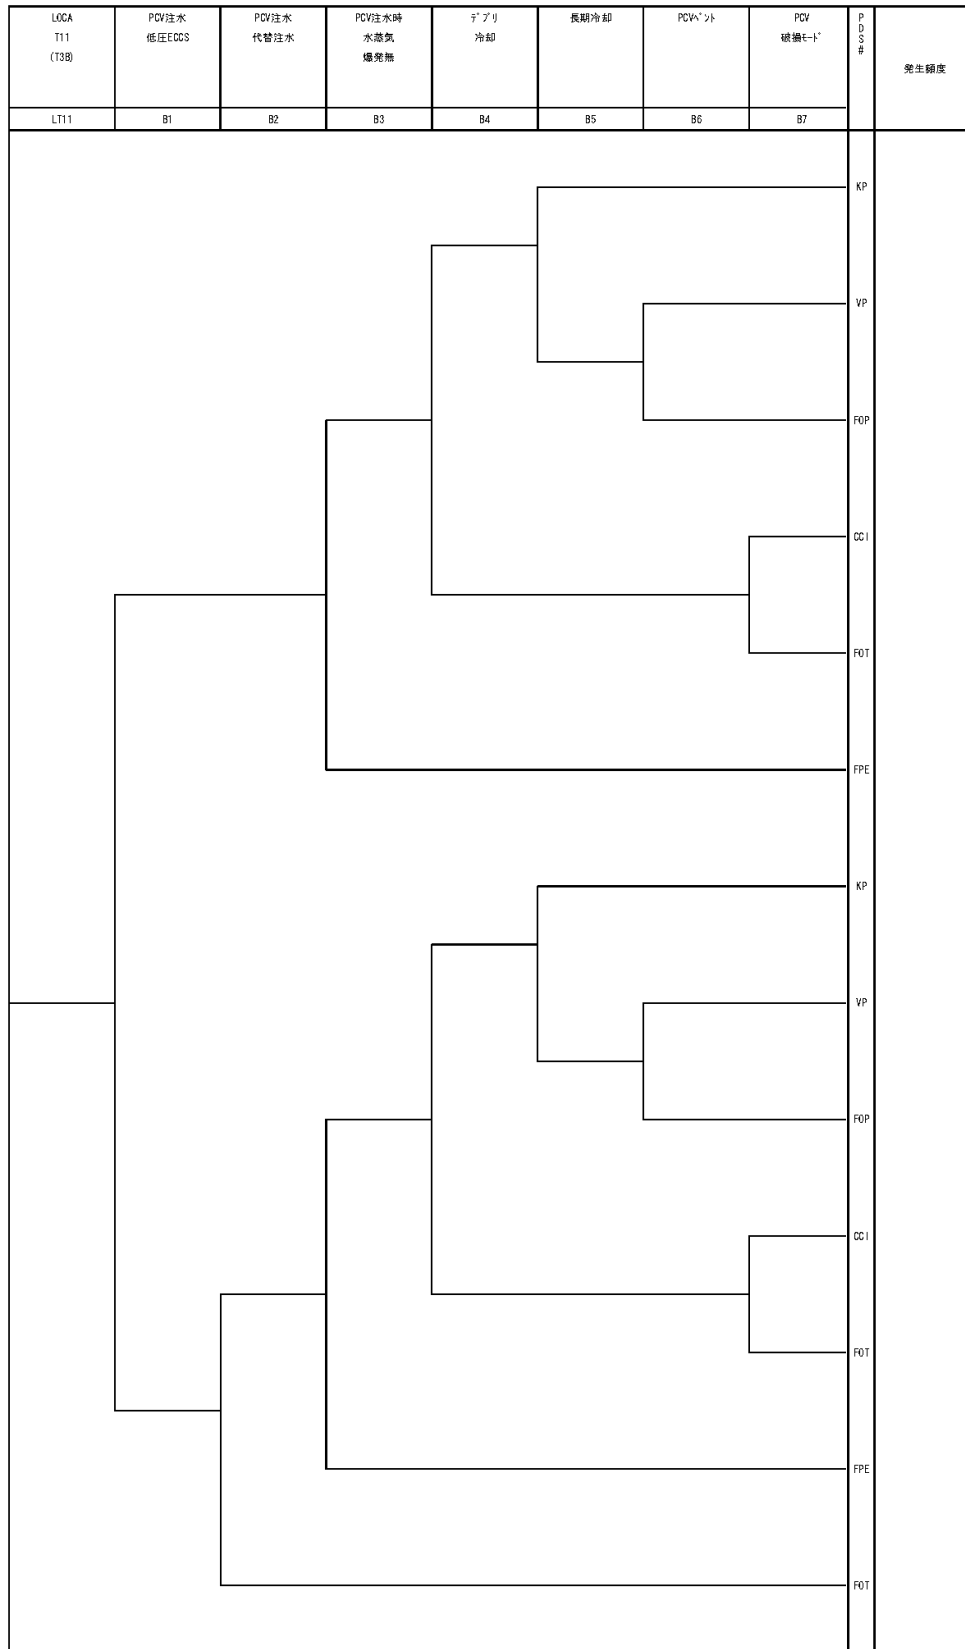 LOCA
T11
(T3B)
PCV注水
低圧ECCS
PCV注水
代替注水
PCV注水時
水蒸気
爆発無
ﾃﾞﾌﾞﾘ
冷却
長期冷却
PCVﾍﾞﾝﾄ
PCV
破損ﾓｰﾄﾞ
PDS#
発生頻度
LT11
B1
B2
B3
B4
B5
B6
B7
KP
VP
FOP
CCI
FOT
FPE
KP
VP
FOP
CCI
FOT
FPE
FOT